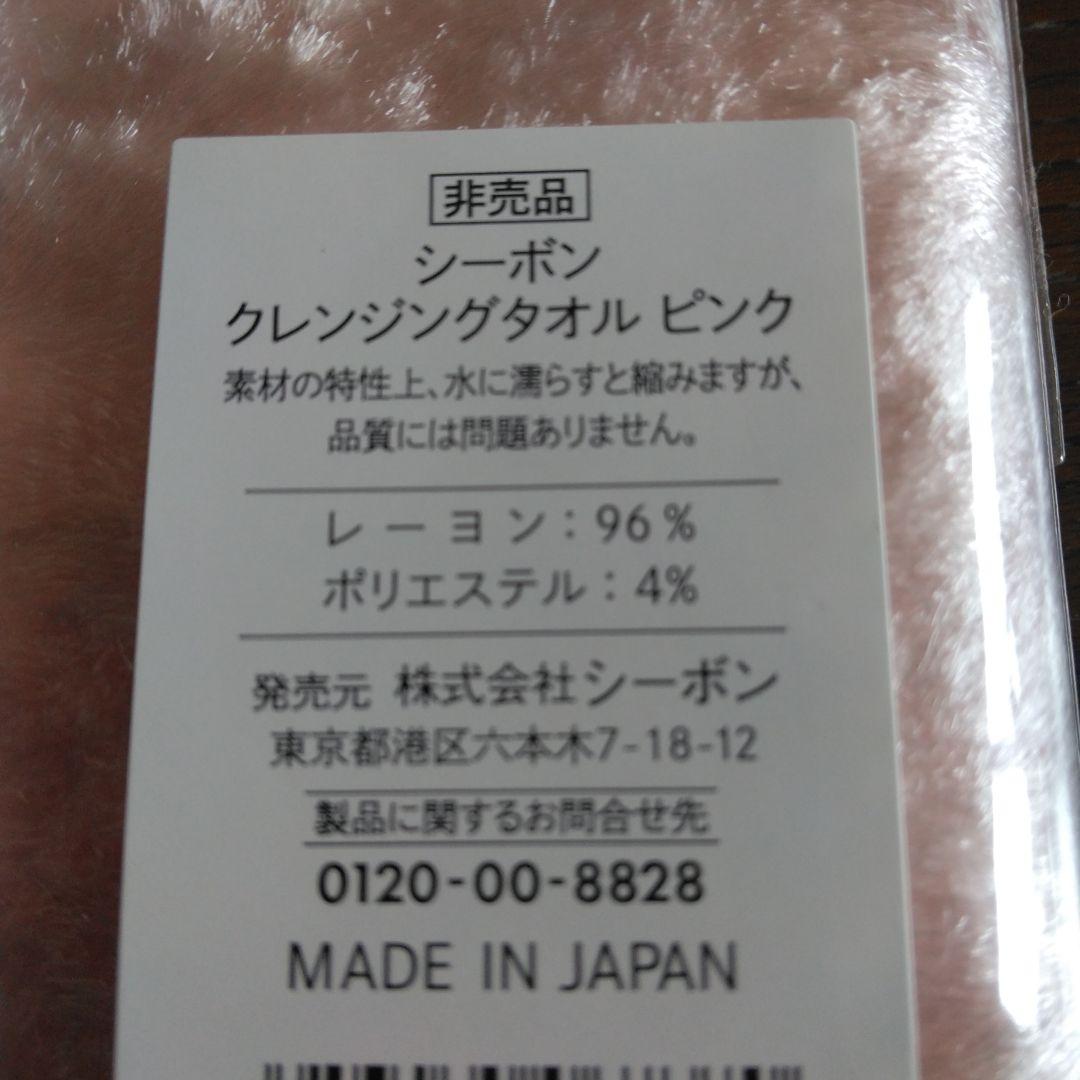 非売品
シーボン
クレンジングタオル ピンク
素材の特性上、水に濡らすと縮みますが、
品質には問題ありません。
レーヨン：96%
ポリエステル：4%
発売元 株式会社シーボン
東京都港区六本木7-18-12
製品に関するお問合せ先
0120-00-8828
MADE IN JAPAN